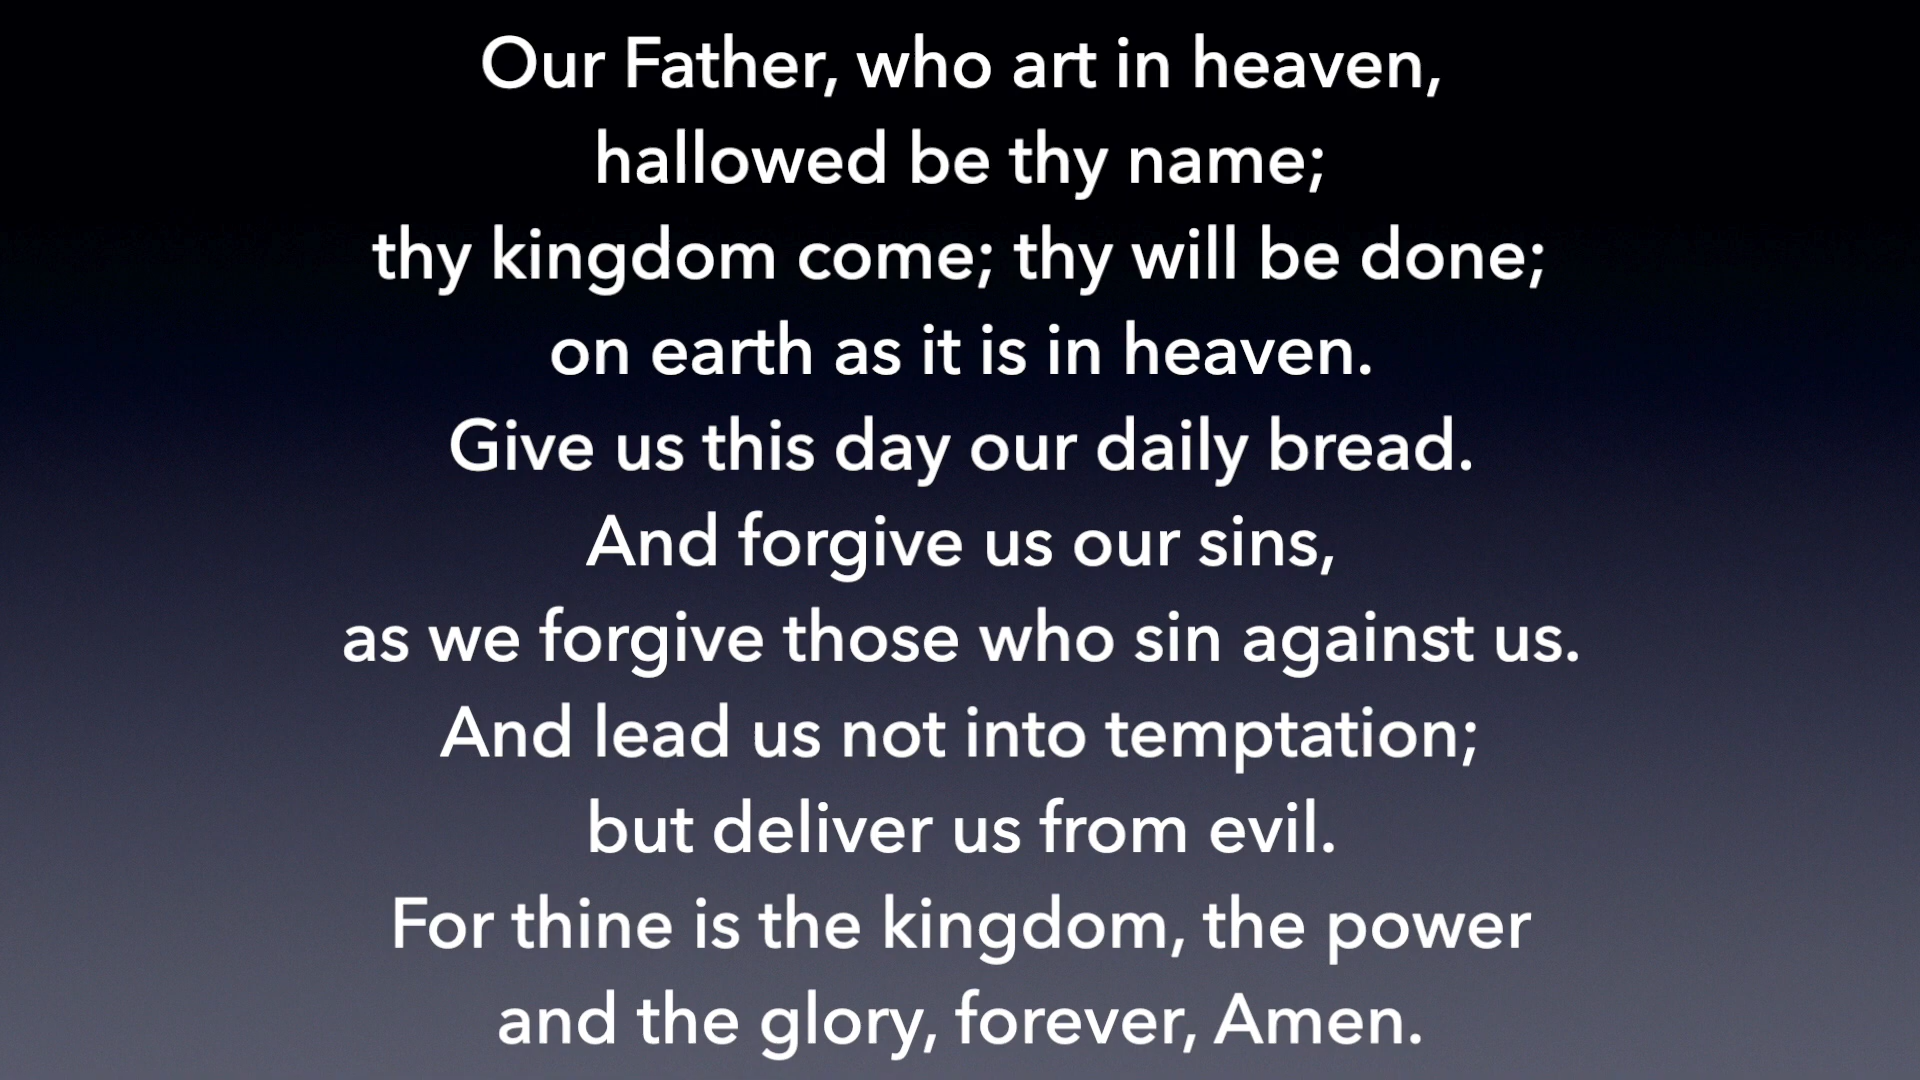 Our Father, who art in heaven,
hallowed be thy name;
thy kingdom come; thy will be done;
on earth as it is in heaven.
Give us this day our daily bread.
And forgive us our sins,
as we forgive those who sin against us.
And lead us not into temptation;
but deliver us from evil.
For thine is the kingdom, the power
and the glory, forever, Amen.